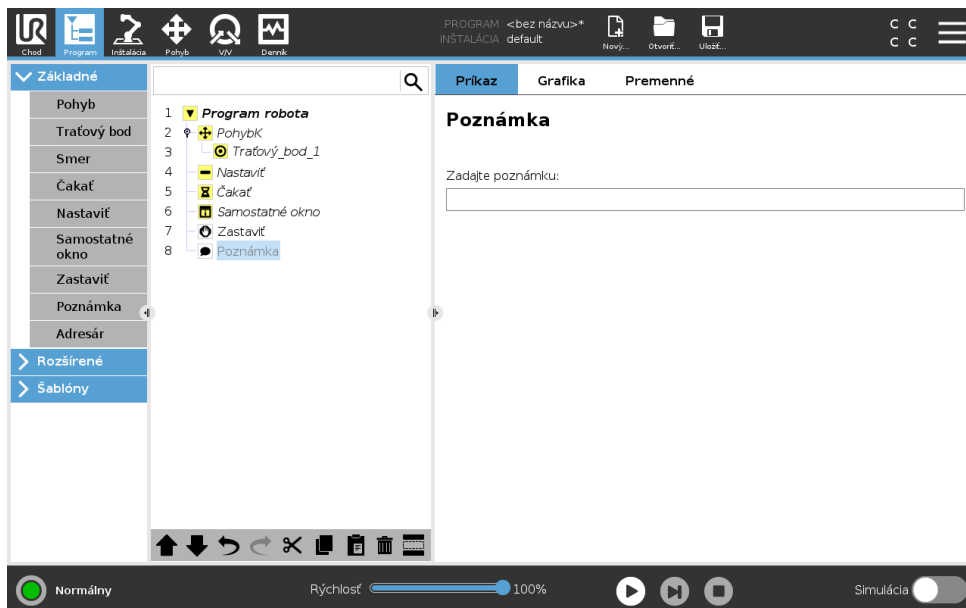 UR
PROGRAM <bez názvu>*
INŠTALÁCIA default
Chod
Program
Inštalácia
Pohyb
V/V
Denník
Nový...
Otvoriť...
Uložiť...
C C
C C
Základné
Pohyb
Traťový bod
Smer
Čakať
Nastaviť
Samostatné
okno
Zastaviť
Poznámka
Adresár
Rozšírené
Šablóny
1 Program robota
2 PohybK
3 Traťový_bod_1
4 Nastaviť
5 Čakať
6 Samostatné okno
7 Zastaviť
8 Poznámka
Príkaz Grafika Premenné
Poznámka
Zadajte poznámku:
Normálny
Rýchlosť 100%
Simulácia